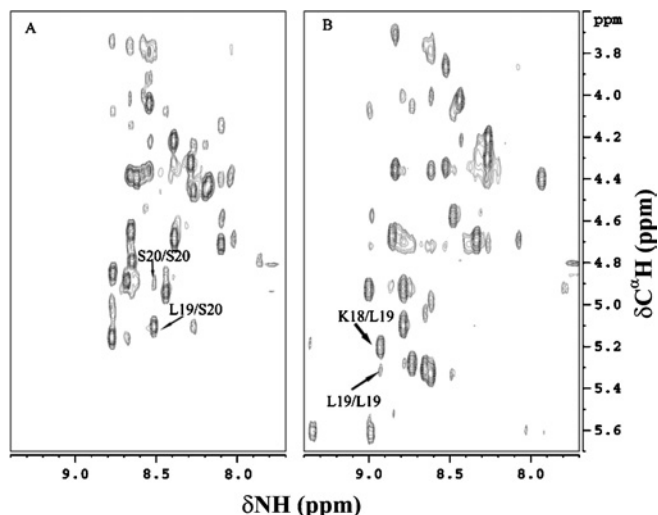 A
B
ppm
3.8
4.0
4.2
4.4
4.6
4.8
5.0
5.2
5.4
5.6
δCᵅH (ppm)
S20/S20
L19/S20
K18/L19
L19/L19
9.0 8.5 8.0
9.0 8.5 8.0
δNH (ppm)